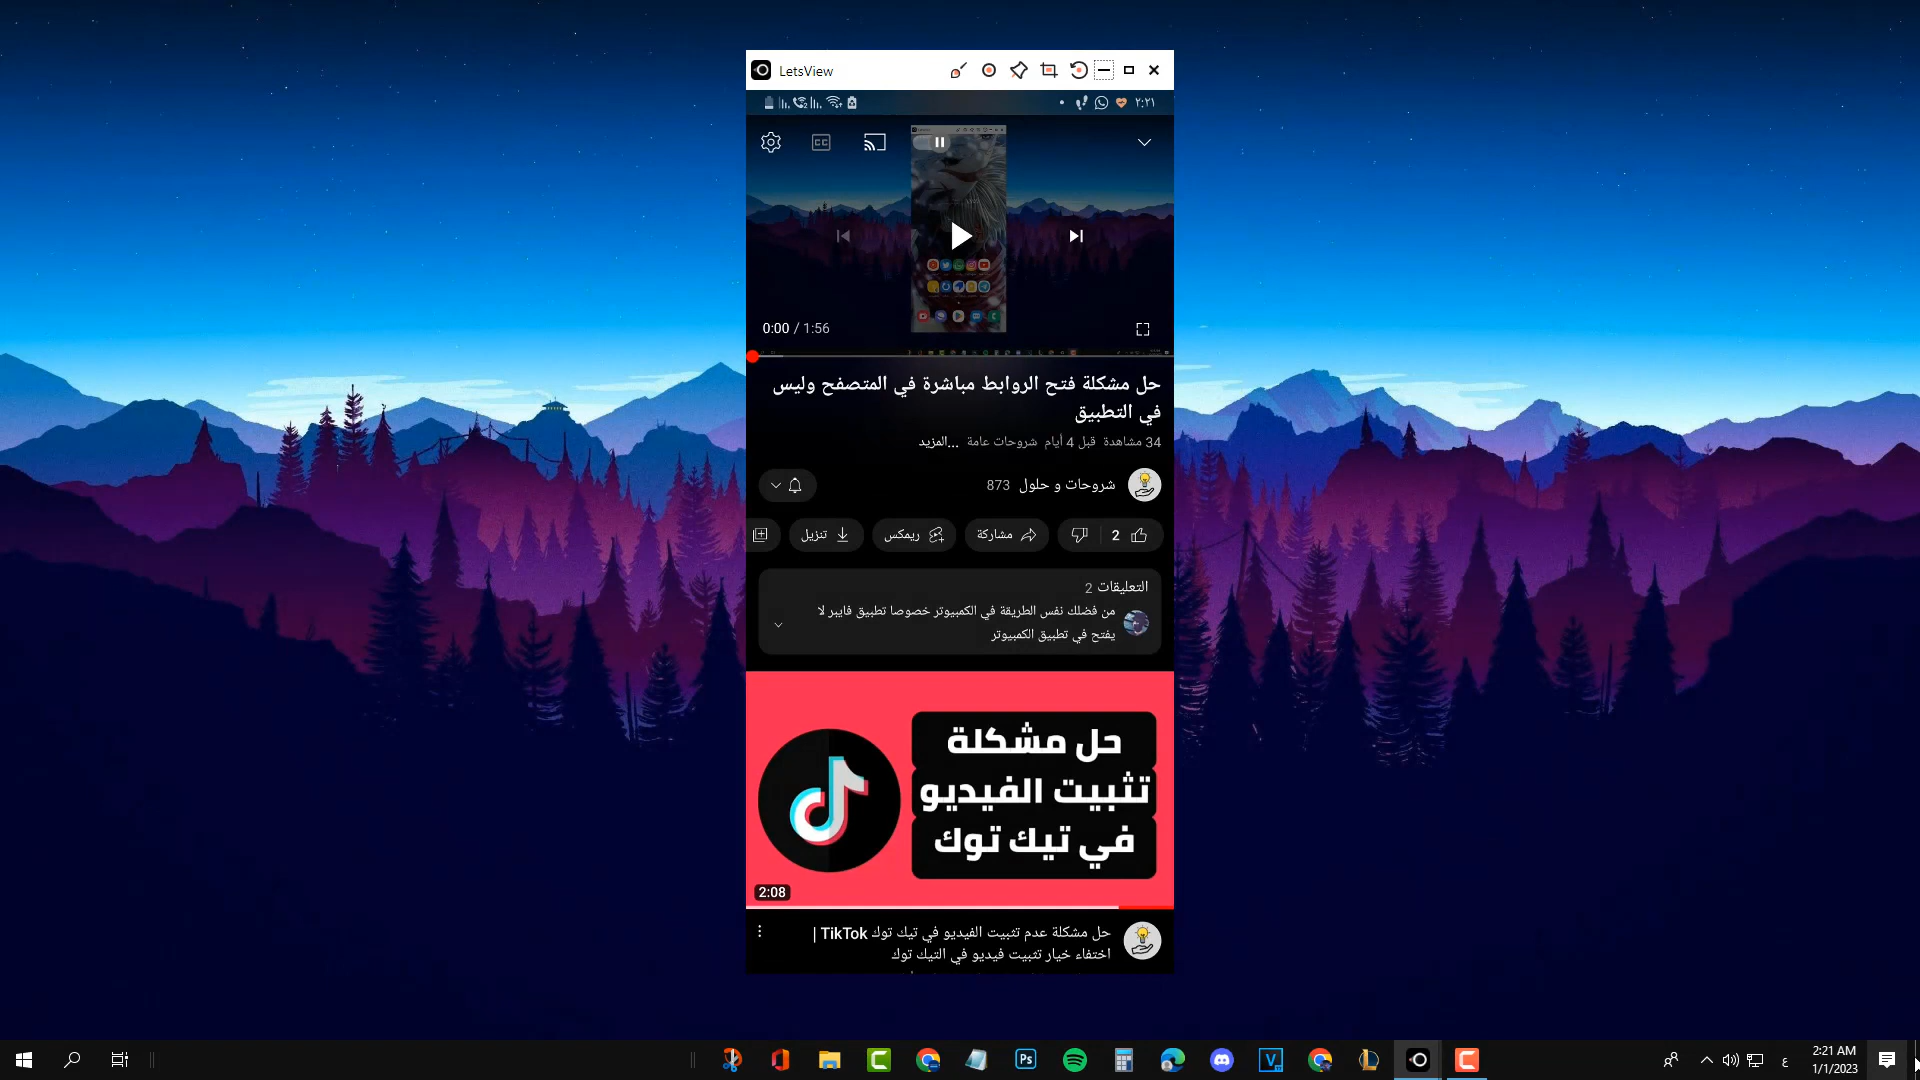 LetsView
٢:٢١
CC
0:00 / 1:56
حل مشكلة فتح الروابط مباشرة في المتصفح وليس
في التطبيق
34 مشاهدة قبل 4 أيام شروحات عامة ...المزيد
شروحات و حلول 873
2
مشاركة
ريمكس
تنزيل
التعليقات 2
من فضلك نفس الطريقة في الكمبيوتر خصوصا تطبيق فايبر لا
يفتح في تطبيق الكمبيوتر
حل مشكلة
تثبيت الفيديو
في تيك توك
2:08
حل مشكلة عدم تثبيت الفيديو في تيك توك TikTok |
اختفاء خيار تثبيت فيديو في التيك توك
Ps
V
ع
2:21 AM
1/1/2023